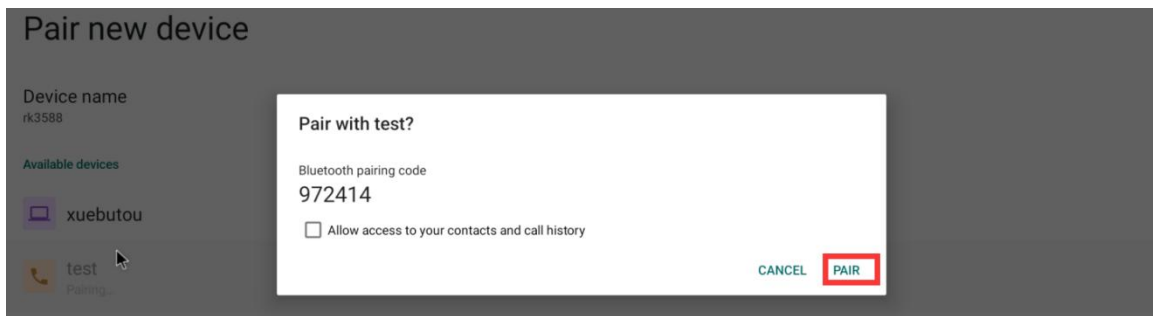 Pair new device
Device name
rk3588
Available devices
xuebutou
test
Pairing...
Pair with test?
Bluetooth pairing code
972414
Allow access to your contacts and call history
CANCEL PAIR